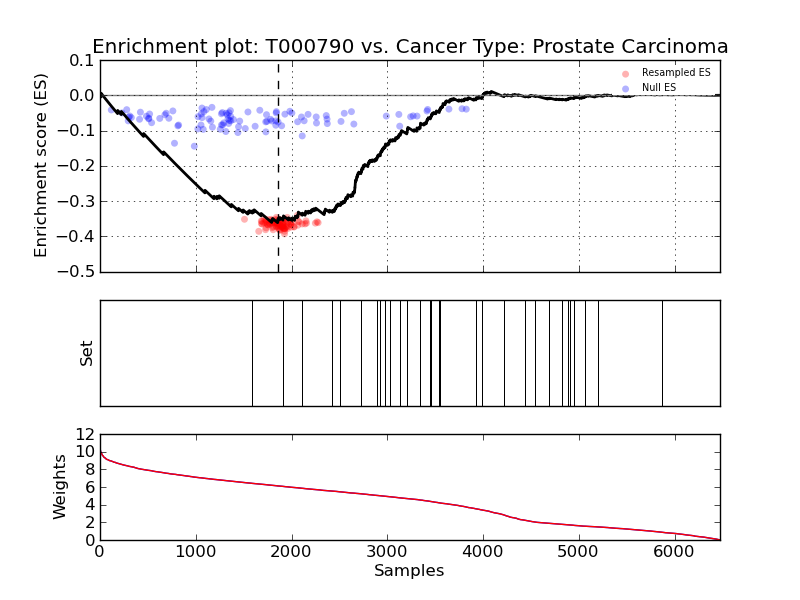 Enrichment plot: T000790 vs. Cancer Type: Prostate Carcinoma
0.1
0.0
−0.1
−0.2
−0.3
−0.4
−0.5
Enrichment score (ES)
Resampled ES
Null ES
Set
12
10
8
6
4
2
0
Weights
0 1000 2000 3000 4000 5000 6000
Samples